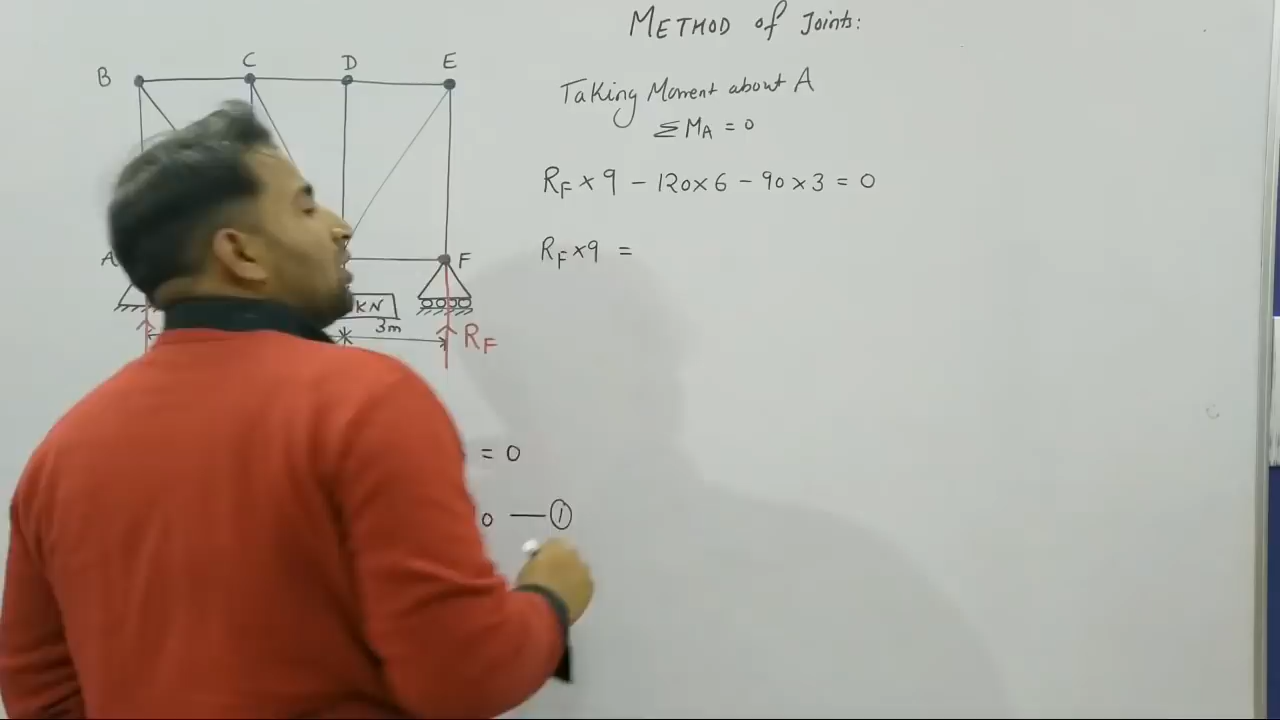 METHOD of Joints:
Taking Moment about A
ΣMA = 0
RF × 9 − 120×6 − 90×3 = 0
RF×9 =
B C D E
A F
KN
3m
RF
= 0
0 — ①